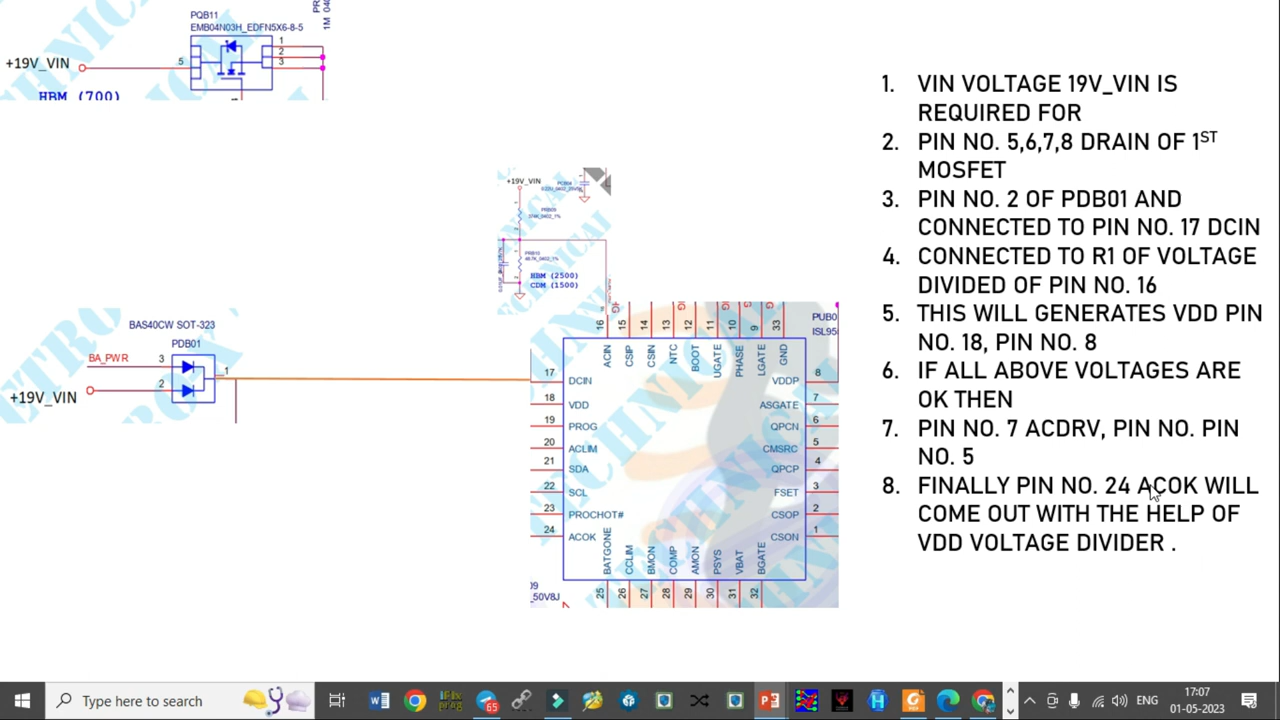 PQB11
EMB04N03H_EDFN5X6-8-5
1M
+19V_VIN
5
1
2
3
HBM (700)
+19V_VIN
HBM (2500)
CDM (1500)
BAS40CW SOT-323
PDB01
BA_PWR
3
1
2
+19V_VIN
16 15 14 13 12 11 10 9 33
PUB0
ISL95
ACIN CSIP CSIN NTC BOOT UGATE PHASE LGATE GND
17 DCIN VDDP 8
18 VDD ASGATE 7
19 PROG QPCN 6
20 ACLIM CMSRC 5
21 SDA QPCP 4
22 SCL FSET 3
23 PROCHOT# CSOP 2
24 ACOK CSON 1
BATGONE CCLIM BMON COMP AMON PSYS VBAT BGATE
25 26 27 28 29 30 31 32
_50V8J
1. VIN VOLTAGE 19V_VIN IS
REQUIRED FOR
2. PIN NO. 5,6,7,8 DRAIN OF 1ST
MOSFET
3. PIN NO. 2 OF PDB01 AND
CONNECTED TO PIN NO. 17 DCIN
4. CONNECTED TO R1 OF VOLTAGE
DIVIDED OF PIN NO. 16
5. THIS WILL GENERATES VDD PIN
NO. 18, PIN NO. 8
6. IF ALL ABOVE VOLTAGES ARE
OK THEN
7. PIN NO. 7 ACDRV, PIN NO. PIN
NO. 5
8. FINALLY PIN NO. 24 ACOK WILL
COME OUT WITH THE HELP OF
VDD VOLTAGE DIVIDER .
Type here to search
65
ENG
17:07
01-05-2023